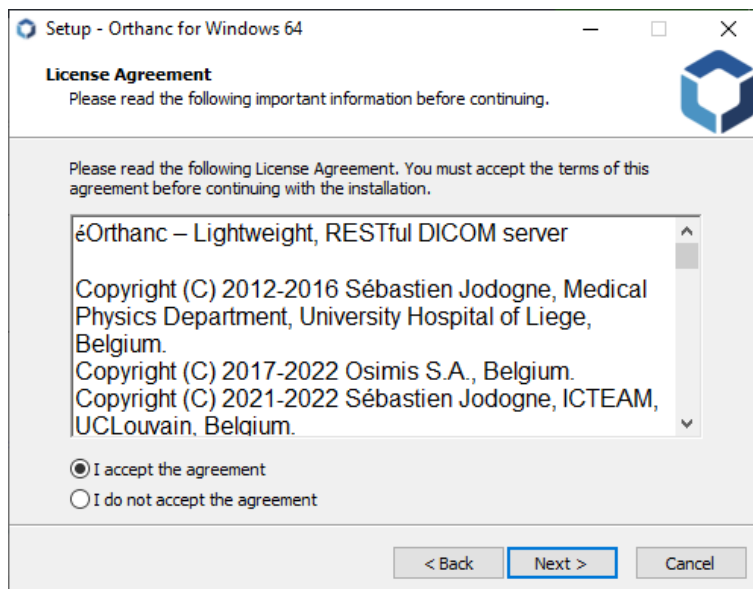 Setup - Orthanc for Windows 64
License Agreement
Please read the following important information before continuing.
Please read the following License Agreement. You must accept the terms of this
agreement before continuing with the installation.
éOrthanc – Lightweight, RESTful DICOM server
Copyright (C) 2012-2016 Sébastien Jodogne, Medical
Physics Department, University Hospital of Liege,
Belgium.
Copyright (C) 2017-2022 Osimis S.A., Belgium.
Copyright (C) 2021-2022 Sébastien Jodogne, ICTEAM,
UCLouvain, Belgium.
I accept the agreement
I do not accept the agreement
< Back
Next >
Cancel